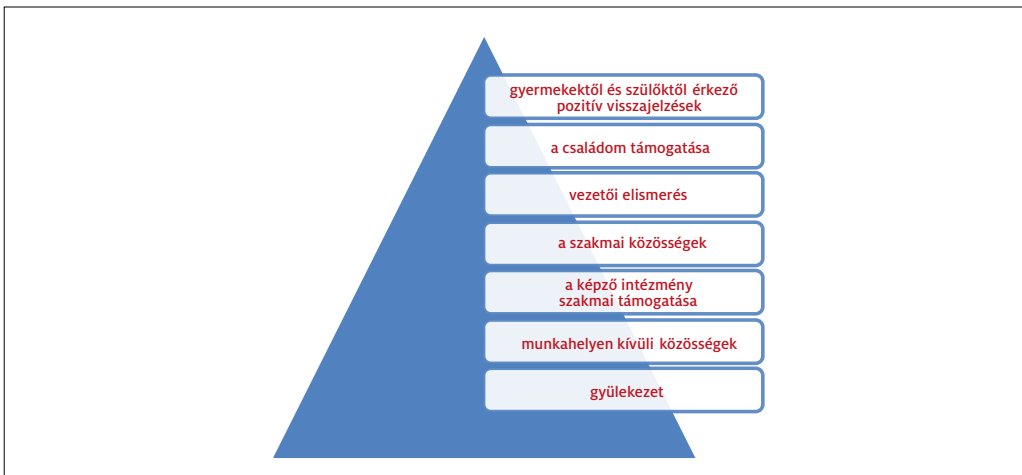 gyermekektől és szülőktől érkező
pozitív visszajelzések
a családom támogatása
vezetői elismerés
a szakmai közösségek
a képző intézmény
szakmai támogatása
munkahelyen kívüli közösségek
gyülekezet